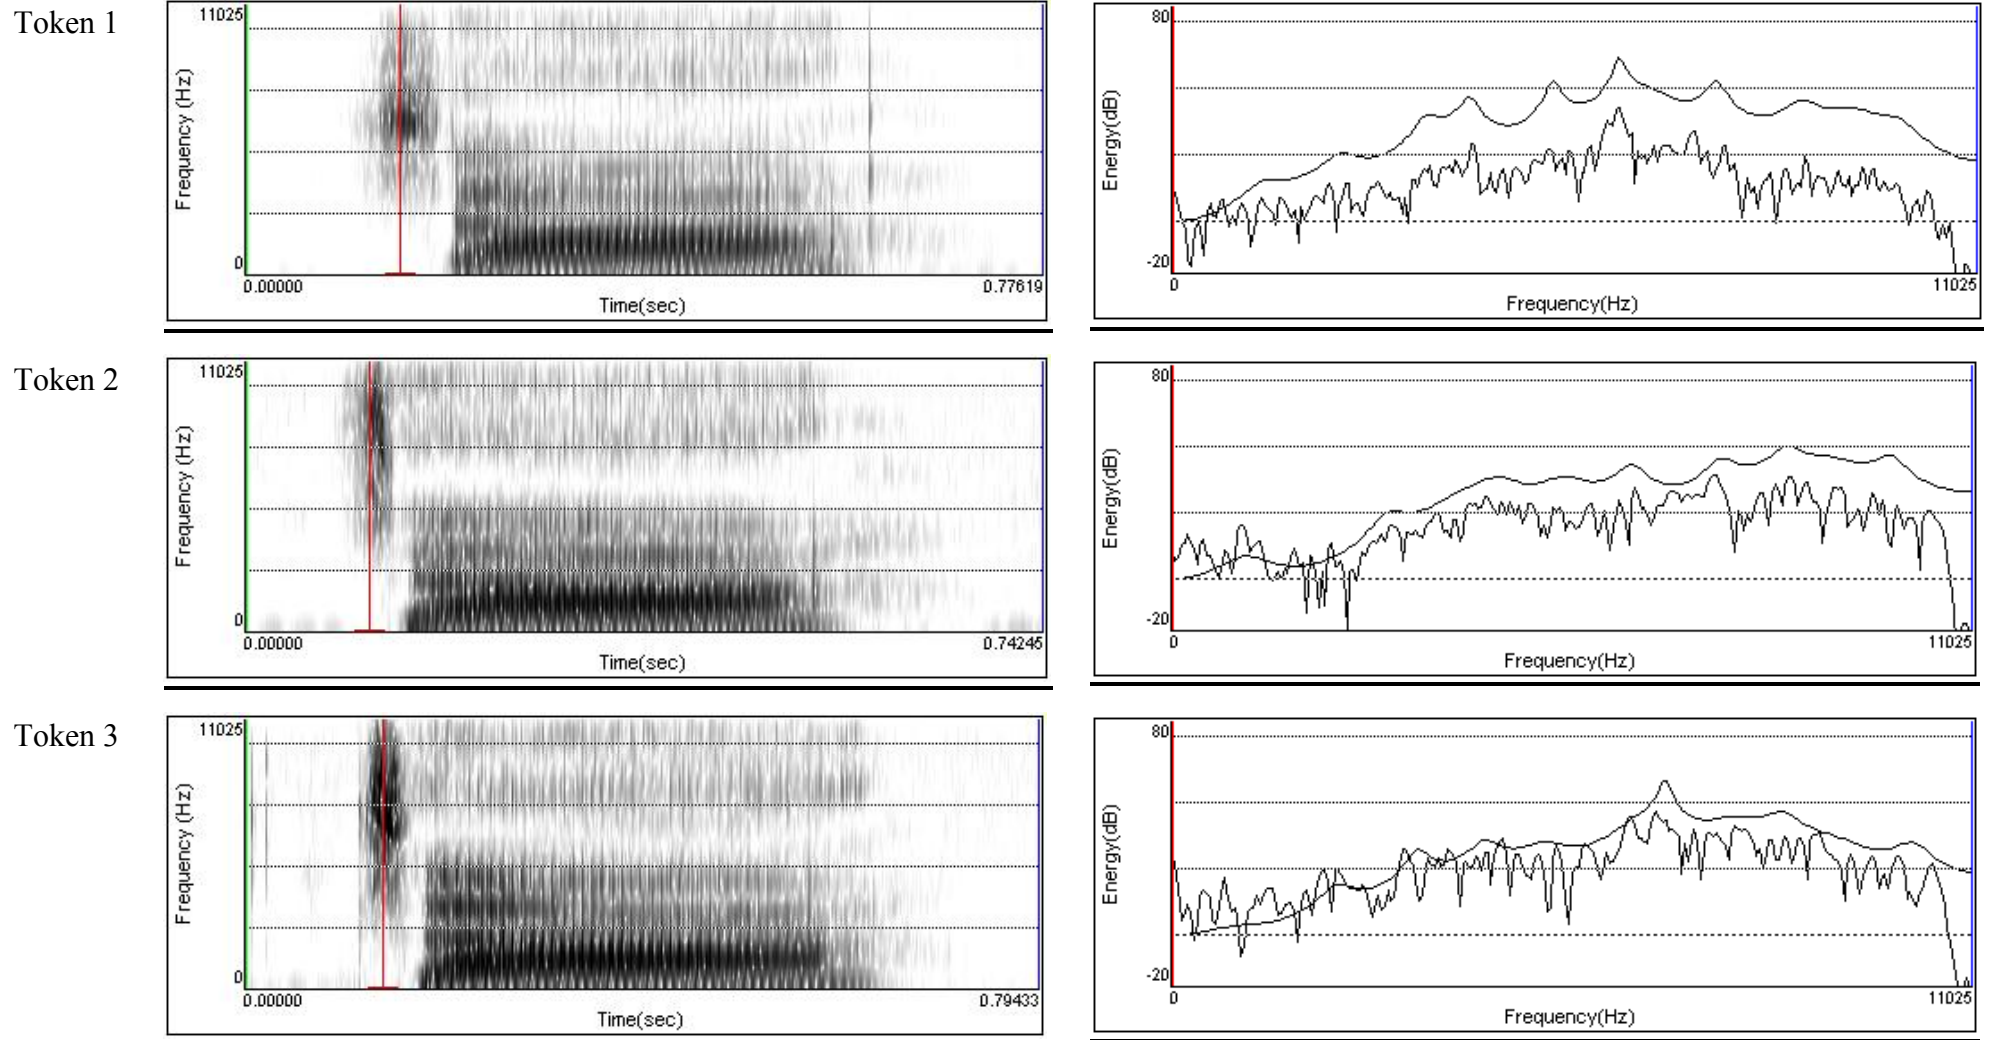 Token 1
11025
Frequency (Hz)
0
0.00000
0.77619
Time(sec)
80
Energy(dB)
-20
0
11025
Frequency(Hz)
Token 2
11025
Frequency (Hz)
0
0.00000
0.74245
Time(sec)
80
Energy(dB)
-20
0
11025
Frequency(Hz)
Token 3
11025
Frequency (Hz)
0
0.00000
0.79433
Time(sec)
80
Energy(dB)
-20
0
11025
Frequency(Hz)